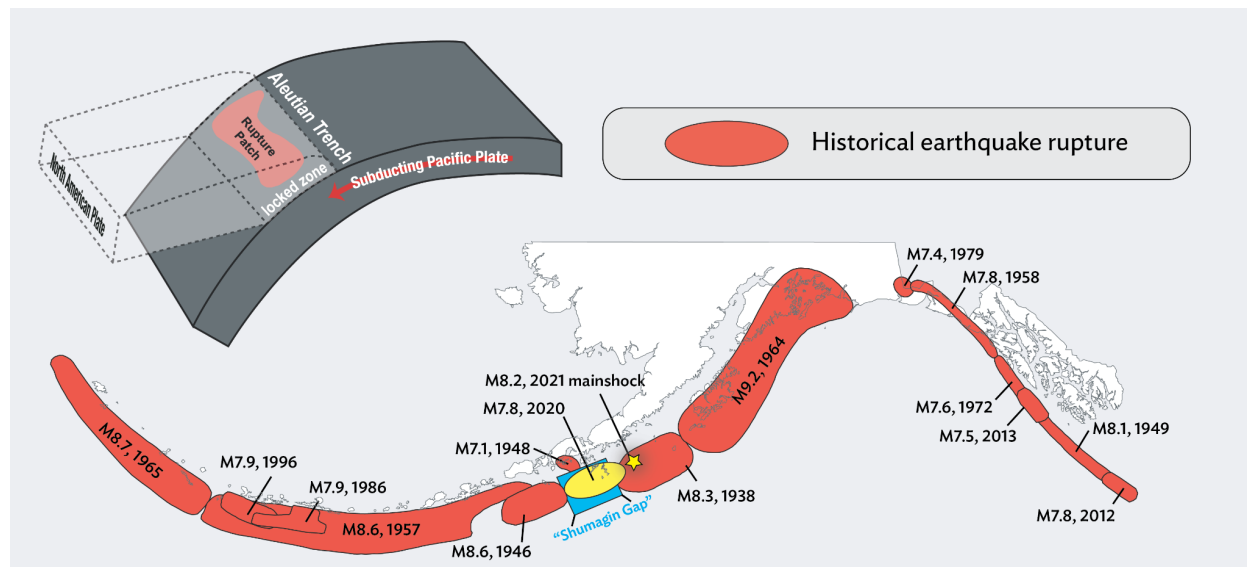 Aleutian Trench
Rupture
Patch
locked zone
Subducting Pacific Plate
North American Plate
Historical earthquake rupture
M7.4, 1979
M7.8, 1958
M9.2, 1964
M8.2, 2021 mainshock
M7.8, 2020
M7.1, 1948
M7.6, 1972
M7.5, 2013
M8.1, 1949
M7.8, 2012
M8.7, 1965
M7.9, 1996
M7.9, 1986
M8.6, 1957
M8.6, 1946
"Shumagin Gap"
M8.3, 1938